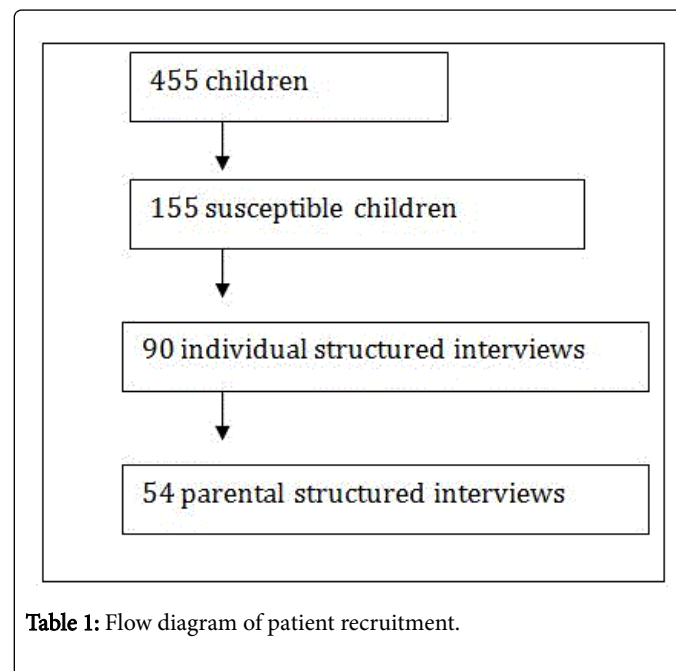 455 children
155 susceptible children
90 individual structured interviews
54 parental structured interviews
Table 1: Flow diagram of patient recruitment.